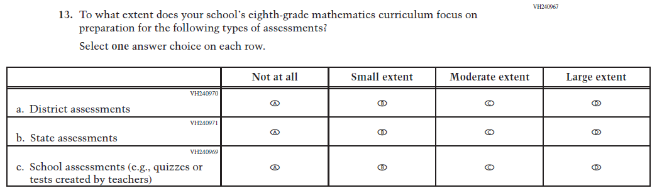 VH240967
13. To what extent does your school's eighth-grade mathematics curriculum focus on
preparation for the following types of assessments?
Select one answer choice on each row.
Not at all Small extent Moderate extent Large extent
VH240970
a. District assessments Ⓐ Ⓑ Ⓒ Ⓓ
VH240971
b. State assessments Ⓐ Ⓑ Ⓒ Ⓓ
VH240969
c. School assessments (e.g., quizzes or Ⓐ Ⓑ Ⓒ Ⓓ
tests created by teachers)